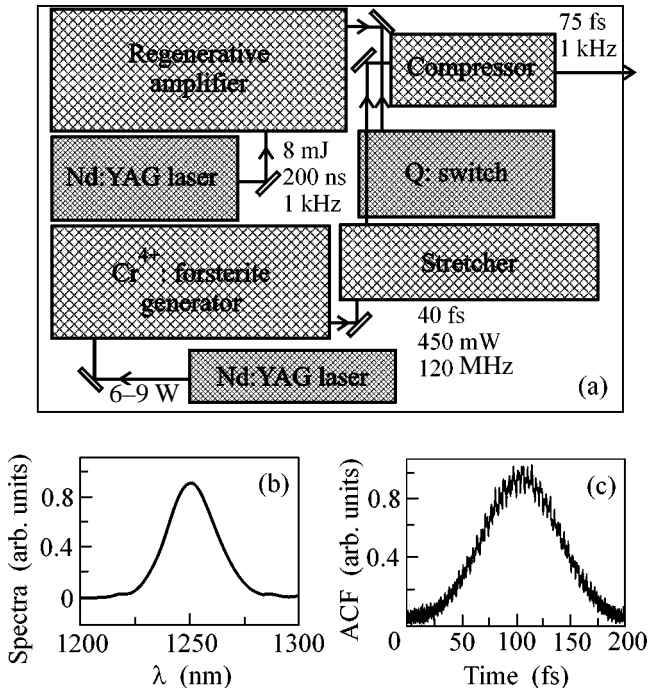 Regenerative
amplifier
Compressor
75 fs
1 kHz
Nd:YAG laser
8 mJ
200 ns
1 kHz
Q: switch
Cr4+: forsterite
generator
Stretcher
40 fs
450 mW
120 MHz
Nd:YAG laser
6–9 W
(a)
Spectra (arb. units)
0.8
0.4
0
1200
1250
1300
λ (nm)
(b)
ACF (arb. units)
0.8
0.4
0
50
100
150
200
Time (fs)
(c)